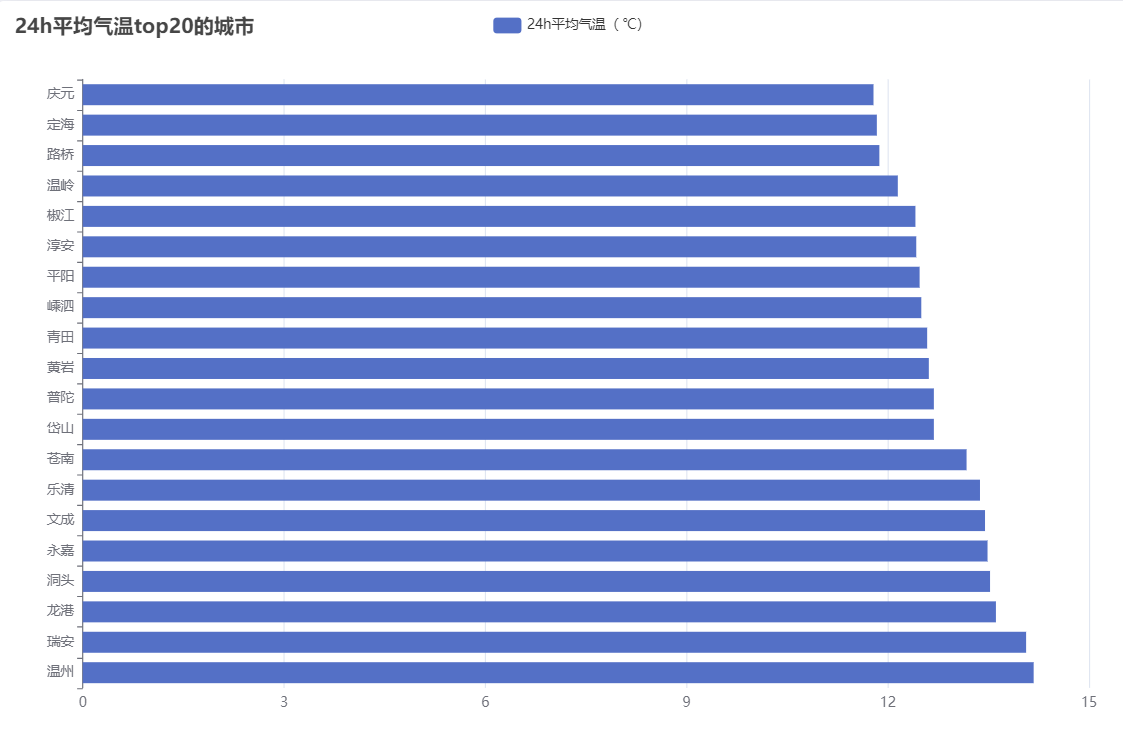 24h平均气温top20的城市
24h平均气温（℃）
庆元
定海
路桥
温岭
椒江
淳安
平阳
嵊泗
青田
黄岩
普陀
岱山
苍南
乐清
文成
永嘉
洞头
龙港
瑞安
温州
0 3 6 9 12 15